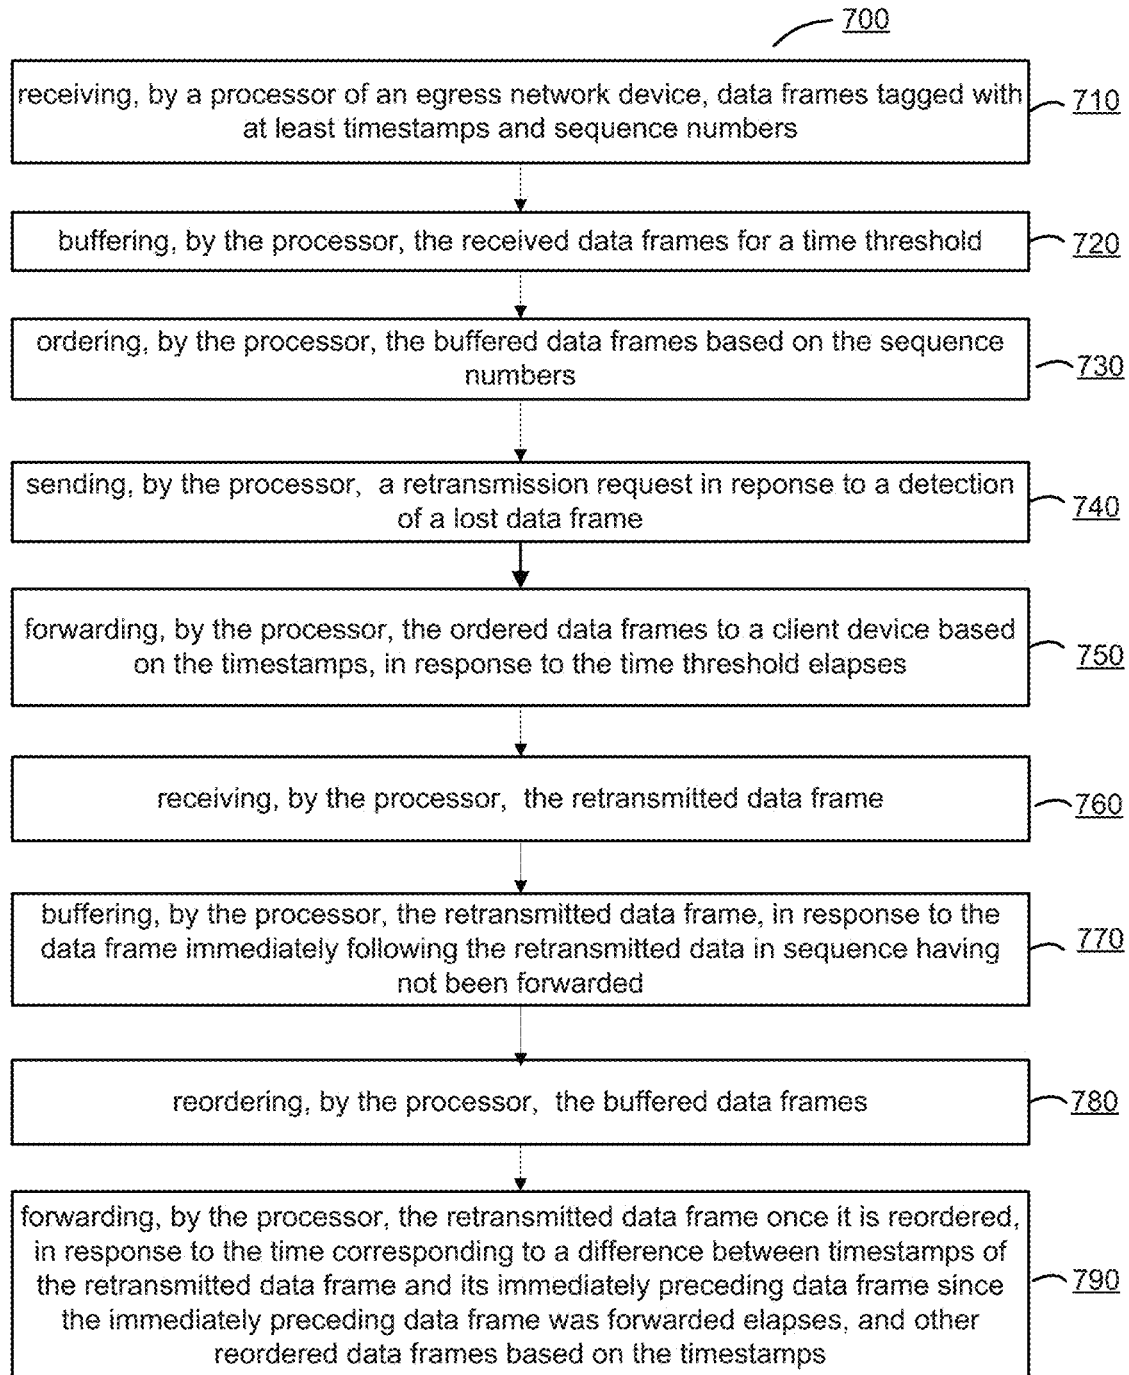 700
receiving, by a processor of an egress network device, data frames tagged with
at least timestamps and sequence numbers
710
buffering, by the processor, the received data frames for a time threshold
720
ordering, by the processor, the buffered data frames based on the sequence
numbers
730
sending, by the processor, a retransmission request in reponse to a detection
of a lost data frame
740
forwarding, by the processor, the ordered data frames to a client device based
on the timestamps, in response to the time threshold elapses
750
receiving, by the processor, the retransmitted data frame
760
buffering, by the processor, the retransmitted data frame, in response to the
data frame immediately following the retransmitted data in sequence having
not been forwarded
770
reordering, by the processor, the buffered data frames
780
forwarding, by the processor, the retransmitted data frame once it is reordered,
in response to the time corresponding to a difference between timestamps of
the retransmitted data frame and its immediately preceding data frame since
the immediately preceding data frame was forwarded elapses, and other
reordered data frames based on the timestamps
790